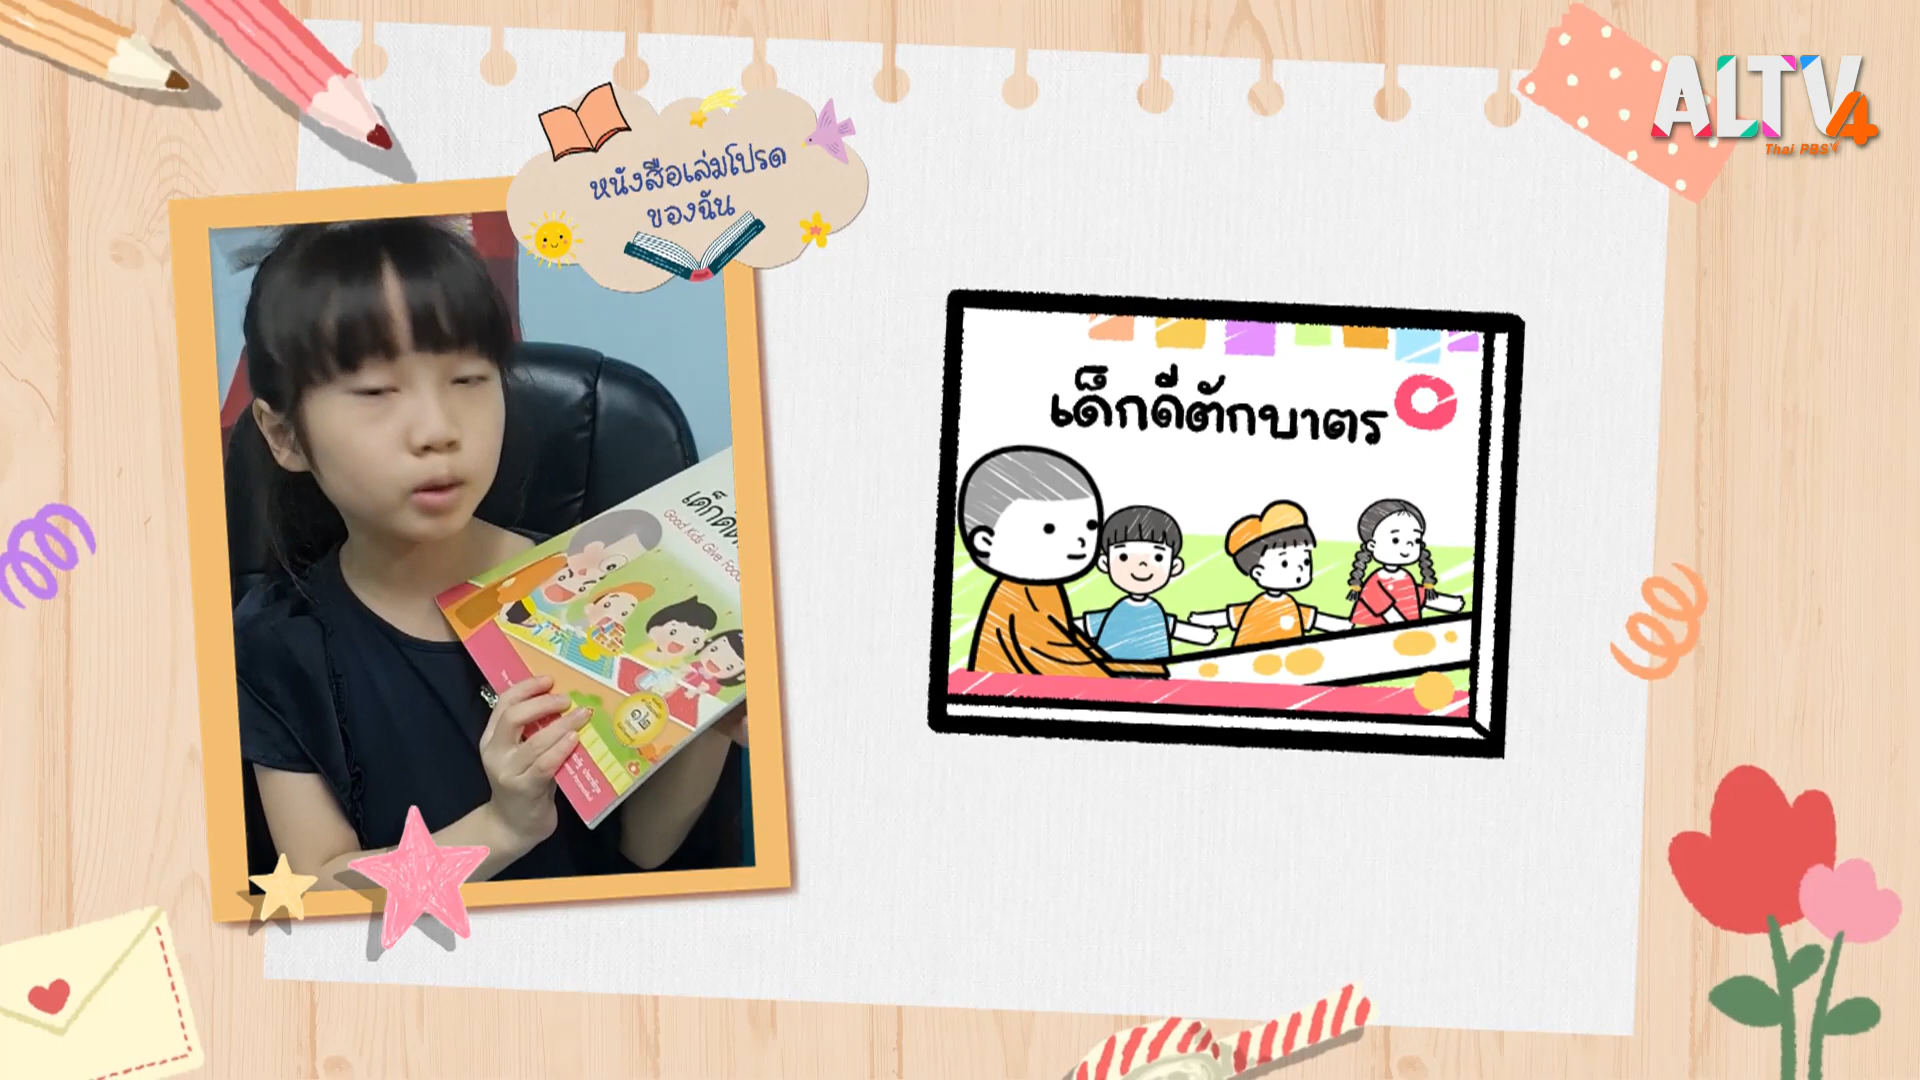 หนังสือเล่มโปรด
ของฉัน
ALTV4
Thai PBS
เด็กดีตักบาตร
เด็กดี
Good Kids Give Food
๑๒